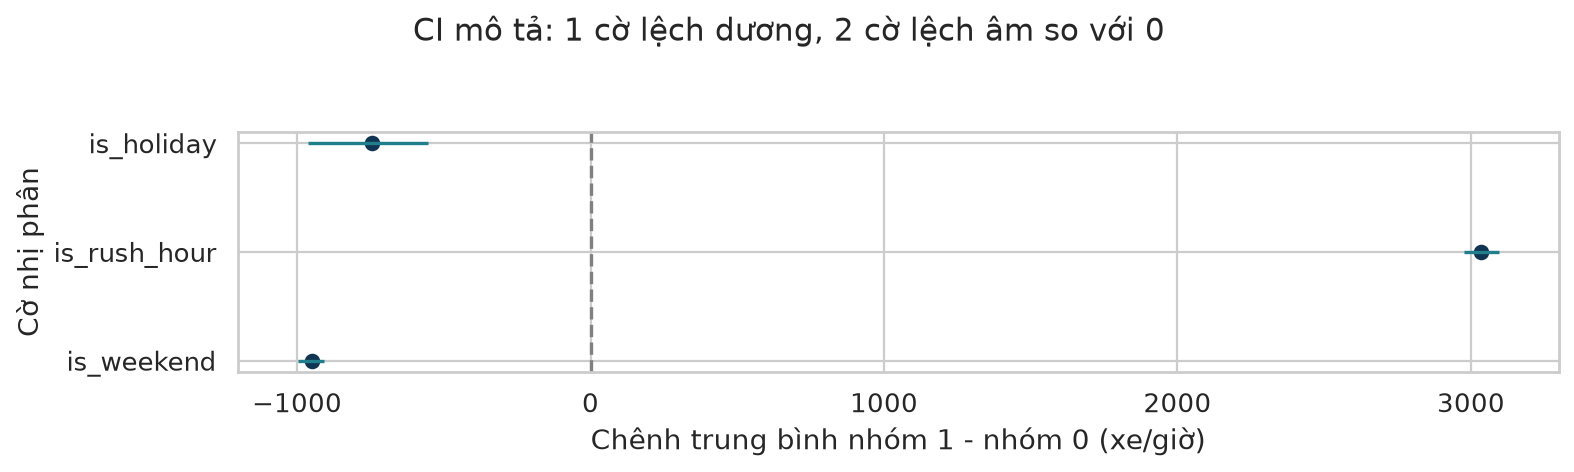 CI mô tả: 1 cờ lệch dương, 2 cờ lệch âm so với 0
Cờ nhị phân
is_holiday
is_rush_hour
is_weekend
−1000 0 1000 2000 3000
Chênh trung bình nhóm 1 - nhóm 0 (xe/giờ)